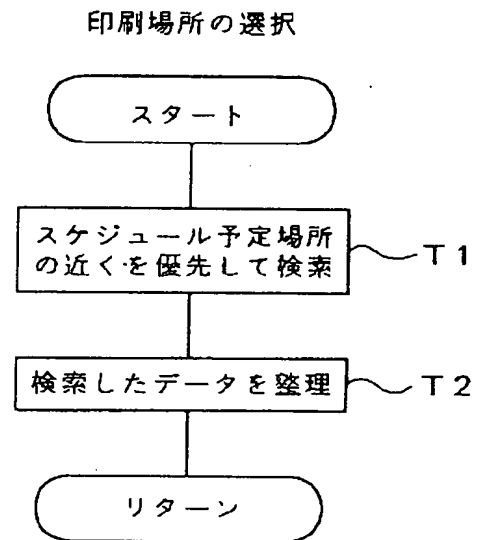 印刷場所の選択
スタート
スケジュール予定場所
の近くを優先して検索
T1
検索したデータを整理
T2
リターン